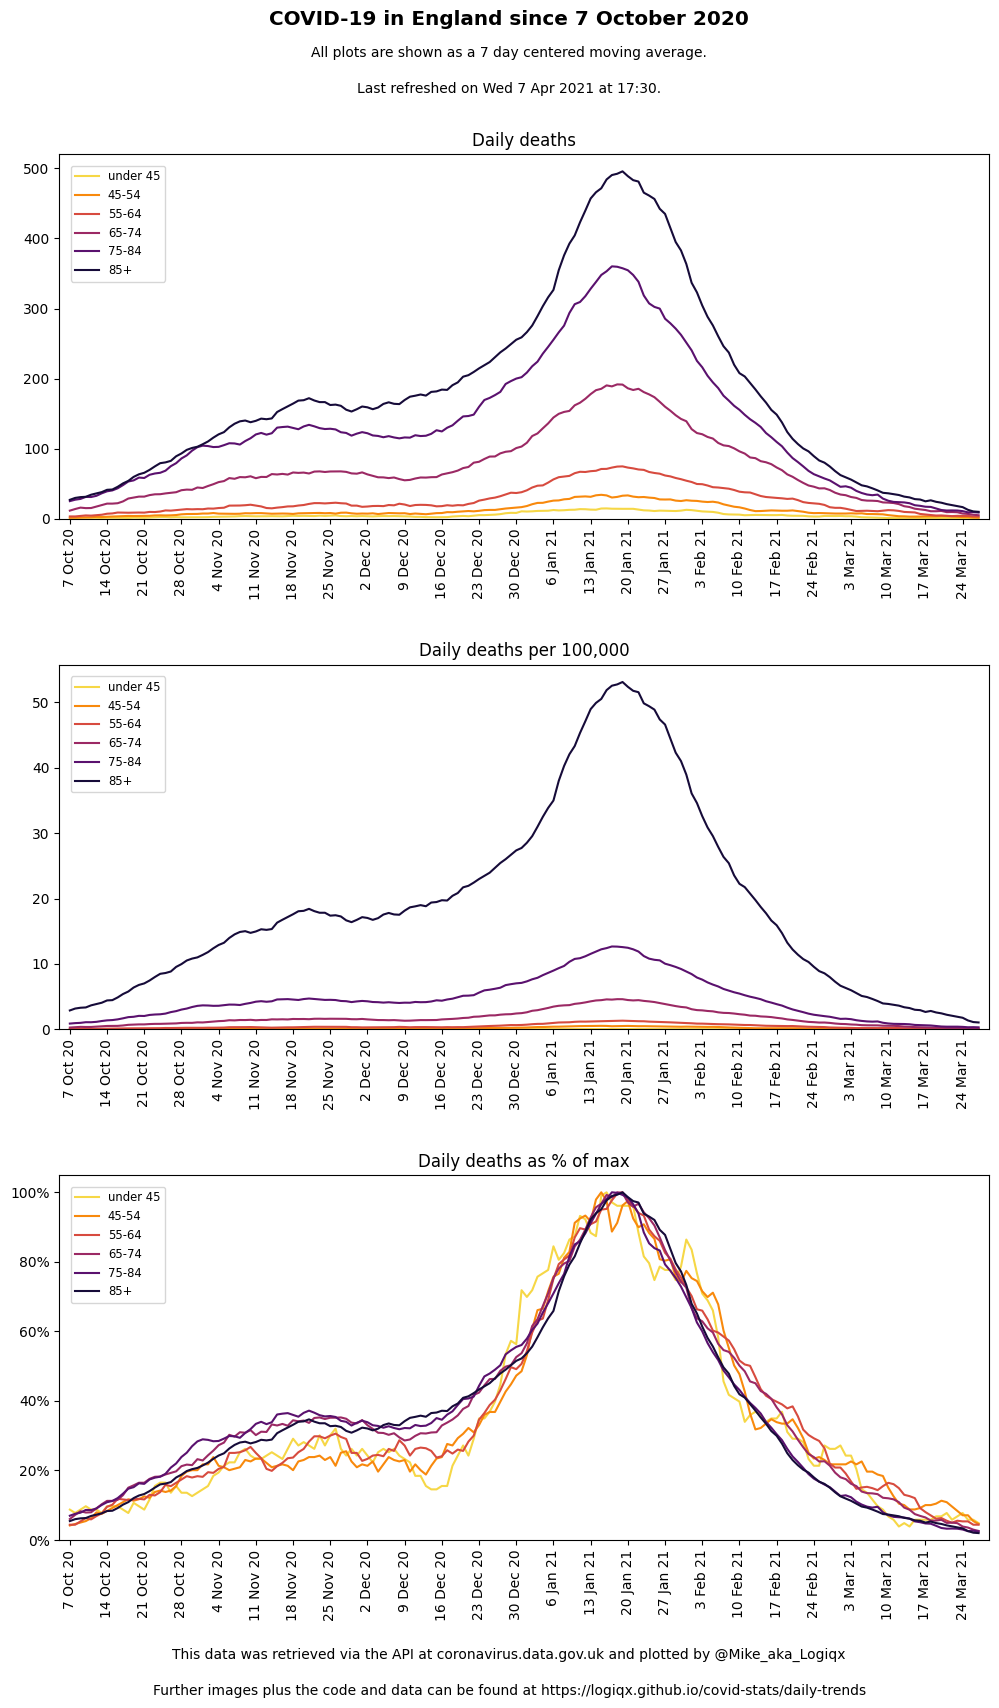 COVID-19 in England since 7 October 2020
All plots are shown as a 7 day centered moving average.
Last refreshed on Wed 7 Apr 2021 at 17:30.
Daily deaths
500
400
300
200
100
0
under 45
45-54
55-64
65-74
75-84
85+
7 Oct 20
14 Oct 20
21 Oct 20
28 Oct 20
4 Nov 20
11 Nov 20
18 Nov 20
25 Nov 20
2 Dec 20
9 Dec 20
16 Dec 20
23 Dec 20
30 Dec 20
6 Jan 21
13 Jan 21
20 Jan 21
27 Jan 21
3 Feb 21
10 Feb 21
17 Feb 21
24 Feb 21
3 Mar 21
10 Mar 21
17 Mar 21
24 Mar 21
Daily deaths per 100,000
50
40
30
20
10
0
under 45
45-54
55-64
65-74
75-84
85+
7 Oct 20
14 Oct 20
21 Oct 20
28 Oct 20
4 Nov 20
11 Nov 20
18 Nov 20
25 Nov 20
2 Dec 20
9 Dec 20
16 Dec 20
23 Dec 20
30 Dec 20
6 Jan 21
13 Jan 21
20 Jan 21
27 Jan 21
3 Feb 21
10 Feb 21
17 Feb 21
24 Feb 21
3 Mar 21
10 Mar 21
17 Mar 21
24 Mar 21
Daily deaths as % of max
100%
80%
60%
40%
20%
0%
under 45
45-54
55-64
65-74
75-84
85+
7 Oct 20
14 Oct 20
21 Oct 20
28 Oct 20
4 Nov 20
11 Nov 20
18 Nov 20
25 Nov 20
2 Dec 20
9 Dec 20
16 Dec 20
23 Dec 20
30 Dec 20
6 Jan 21
13 Jan 21
20 Jan 21
27 Jan 21
3 Feb 21
10 Feb 21
17 Feb 21
24 Feb 21
3 Mar 21
10 Mar 21
17 Mar 21
24 Mar 21
This data was retrieved via the API at coronavirus.data.gov.uk and plotted by @Mike_aka_Logiqx
Further images plus the code and data can be found at https://logiqx.github.io/covid-stats/daily-trends